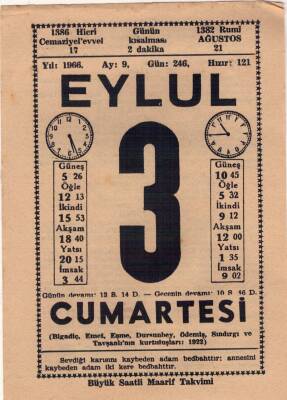 1386 Hicri
Cemaziyel'evvel
17
Günün
kısalması
2 dakika
1382 Rumi
AĞUSTOS
21
Yıl: 1966, Ay: 9, Gün: 246, Hızır: 121
EYLUL
3
Güneş
5 26
Öğle
12 13
İkindi
15 53
Akşam
18 40
Yatsı
20 15
İmsak
3 44
Güneş
10 45
Öğle
5 32
İkindi
9 12
Akşam
12 00
Yatsı
1 35
İmsak
9 02
Günün devamı: 13 S. 14 D. — Gecenin devamı: 10 S. 46 D.
CUMARTESİ
(Bigadiç, Emet, Eşme, Dursunbey, Ödemiş, Sındırgı ve
Tavşanlı'nın kurtuluşları: 1922)
Sevdiği karısını kaybeden adam bedbahttır; annesini
kaybeden adam iki kere bedbahttır.
Büyük Saatli Maarif Takvimi